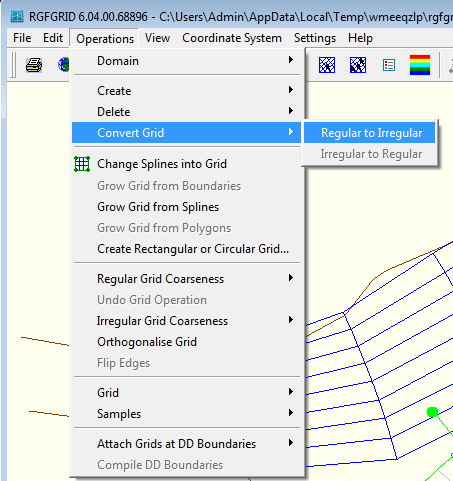 RGFGRID 6.04.00.68896 - C:\Users\Admin\AppData\Local\Temp\wmeeqzlp\rgfgr
File Edit Operations View Coordinate System Settings Help
Domain
Create
Delete
Convert Grid
Regular to Irregular
Irregular to Regular
Change Splines into Grid
Grow Grid from Boundaries
Grow Grid from Splines
Grow Grid from Polygons
Create Rectangular or Circular Grid...
Regular Grid Coarseness
Undo Grid Operation
Irregular Grid Coarseness
Orthogonalise Grid
Flip Edges
Grid
Samples
Attach Grids at DD Boundaries
Compile DD Boundaries